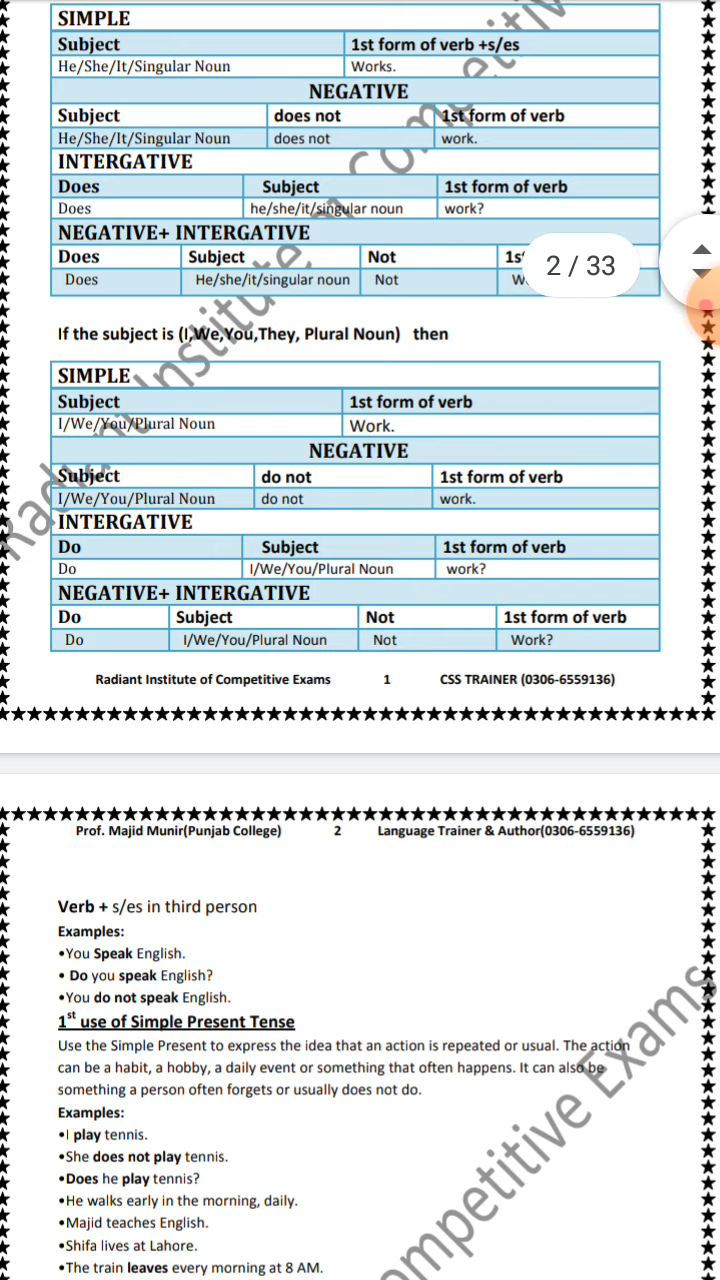 SIMPLE
Subject 1st form of verb +s/es
He/She/It/Singular Noun Works.
NEGATIVE
Subject does not 1st form of verb
He/She/It/Singular Noun does not work.
INTERGATIVE
Does Subject 1st form of verb
Does he/she/it/singular noun work?
NEGATIVE+ INTERGATIVE
Does Subject Not
Does He/she/it/singular noun Not
2 / 33
If the subject is (I,We,You,They, Plural Noun) then
SIMPLE
Subject 1st form of verb
I/We/You/Plural Noun Work.
NEGATIVE
Subject do not 1st form of verb
I/We/You/Plural Noun do not work.
INTERGATIVE
Do Subject 1st form of verb
Do I/We/You/Plural Noun work?
NEGATIVE+ INTERGATIVE
Do Subject Not 1st form of verb
Do I/We/You/Plural Noun Not Work?
Radiant Institute of Competitive Exams 1 CSS TRAINER (0306-6559136)
Prof. Majid Munir(Punjab College) 2 Language Trainer & Author(0306-6559136)
Verb + s/es in third person
Examples:
•You Speak English.
• Do you speak English?
•You do not speak English.
1st use of Simple Present Tense
Use the Simple Present to express the idea that an action is repeated or usual. The action
can be a habit, a hobby, a daily event or something that often happens. It can also be
something a person often forgets or usually does not do.
Examples:
•I play tennis.
•She does not play tennis.
•Does he play tennis?
•He walks early in the morning, daily.
•Majid teaches English.
•Shifa lives at Lahore.
•The train leaves every morning at 8 AM.